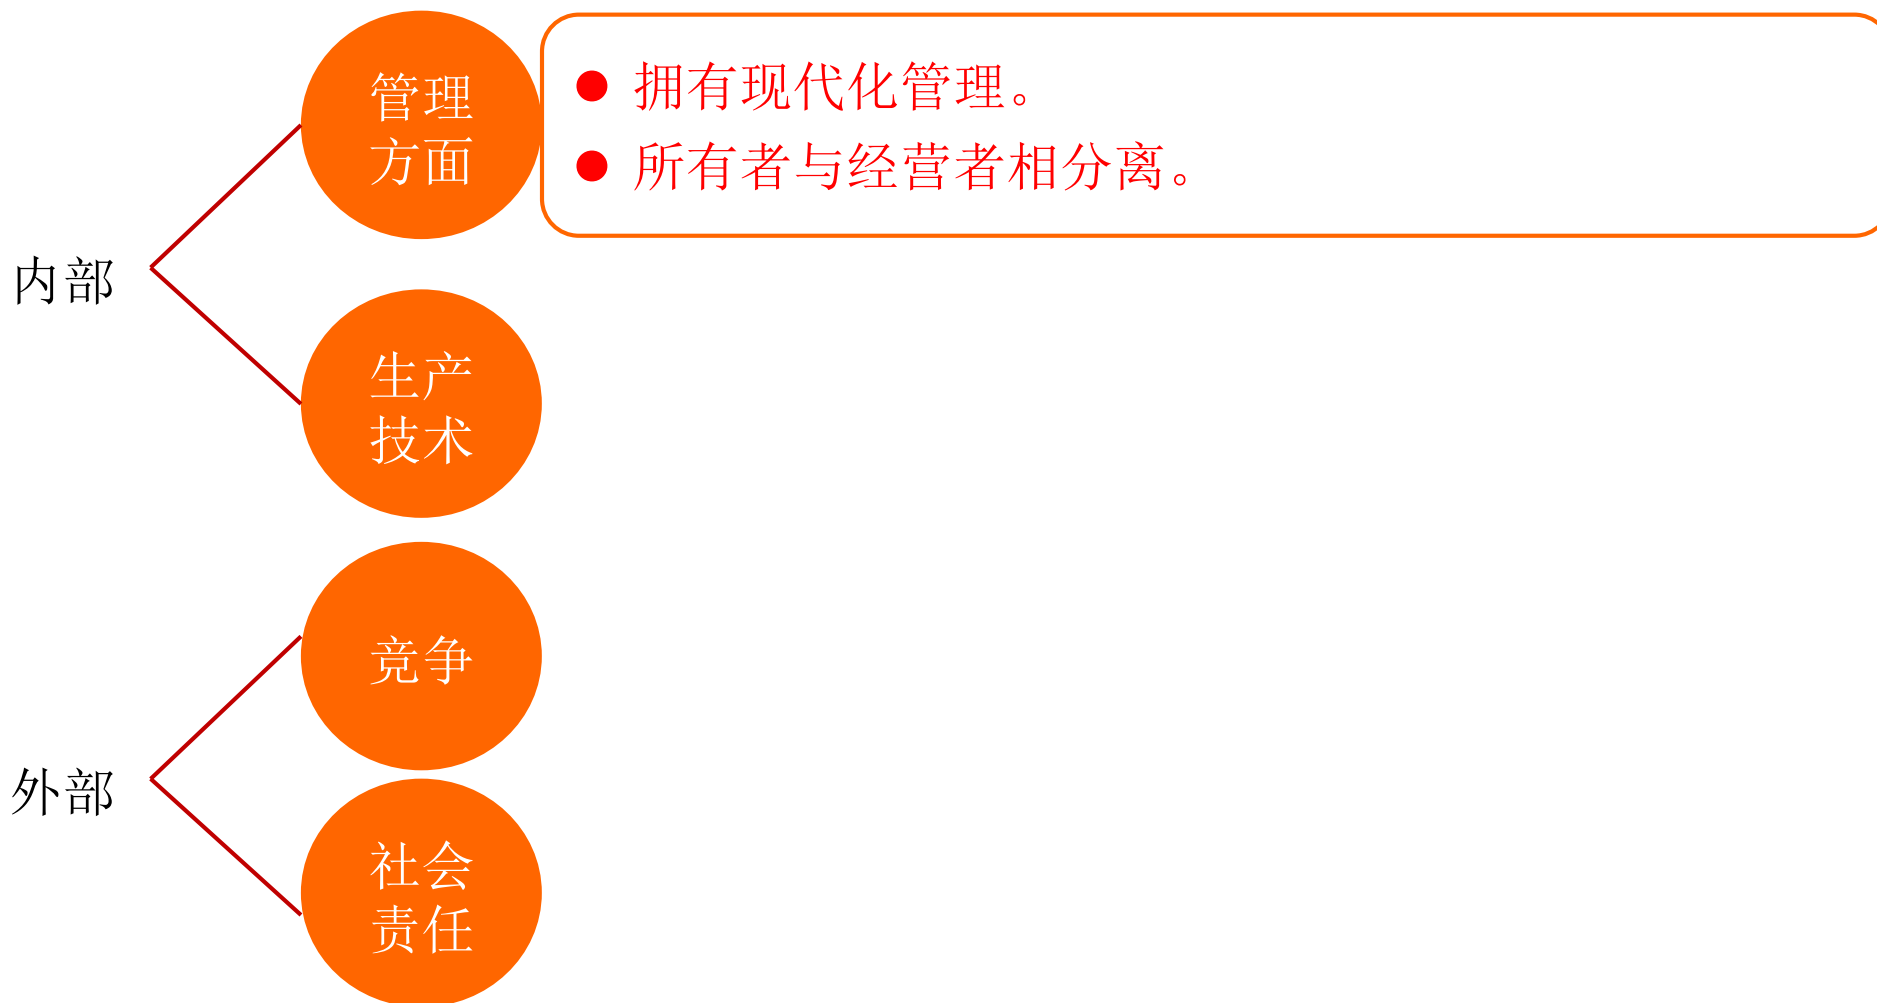 管理
方面
拥有现代化管理。
所有者与经营者相分离。
内部
生产
技术
竞争
外部
社会
责任